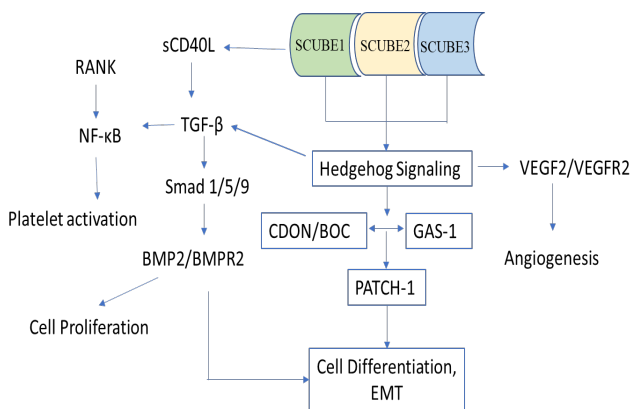 SCUBE1
SCUBE2
SCUBE3
sCD40L
RANK
NF-κB
TGF-β
Hedgehog Signaling
VEGF2/VEGFR2
Smad 1/5/9
Platelet activation
CDON/BOC
GAS-1
Angiogenesis
BMP2/BMPR2
PATCH-1
Cell Proliferation
Cell Differentiation,
EMT